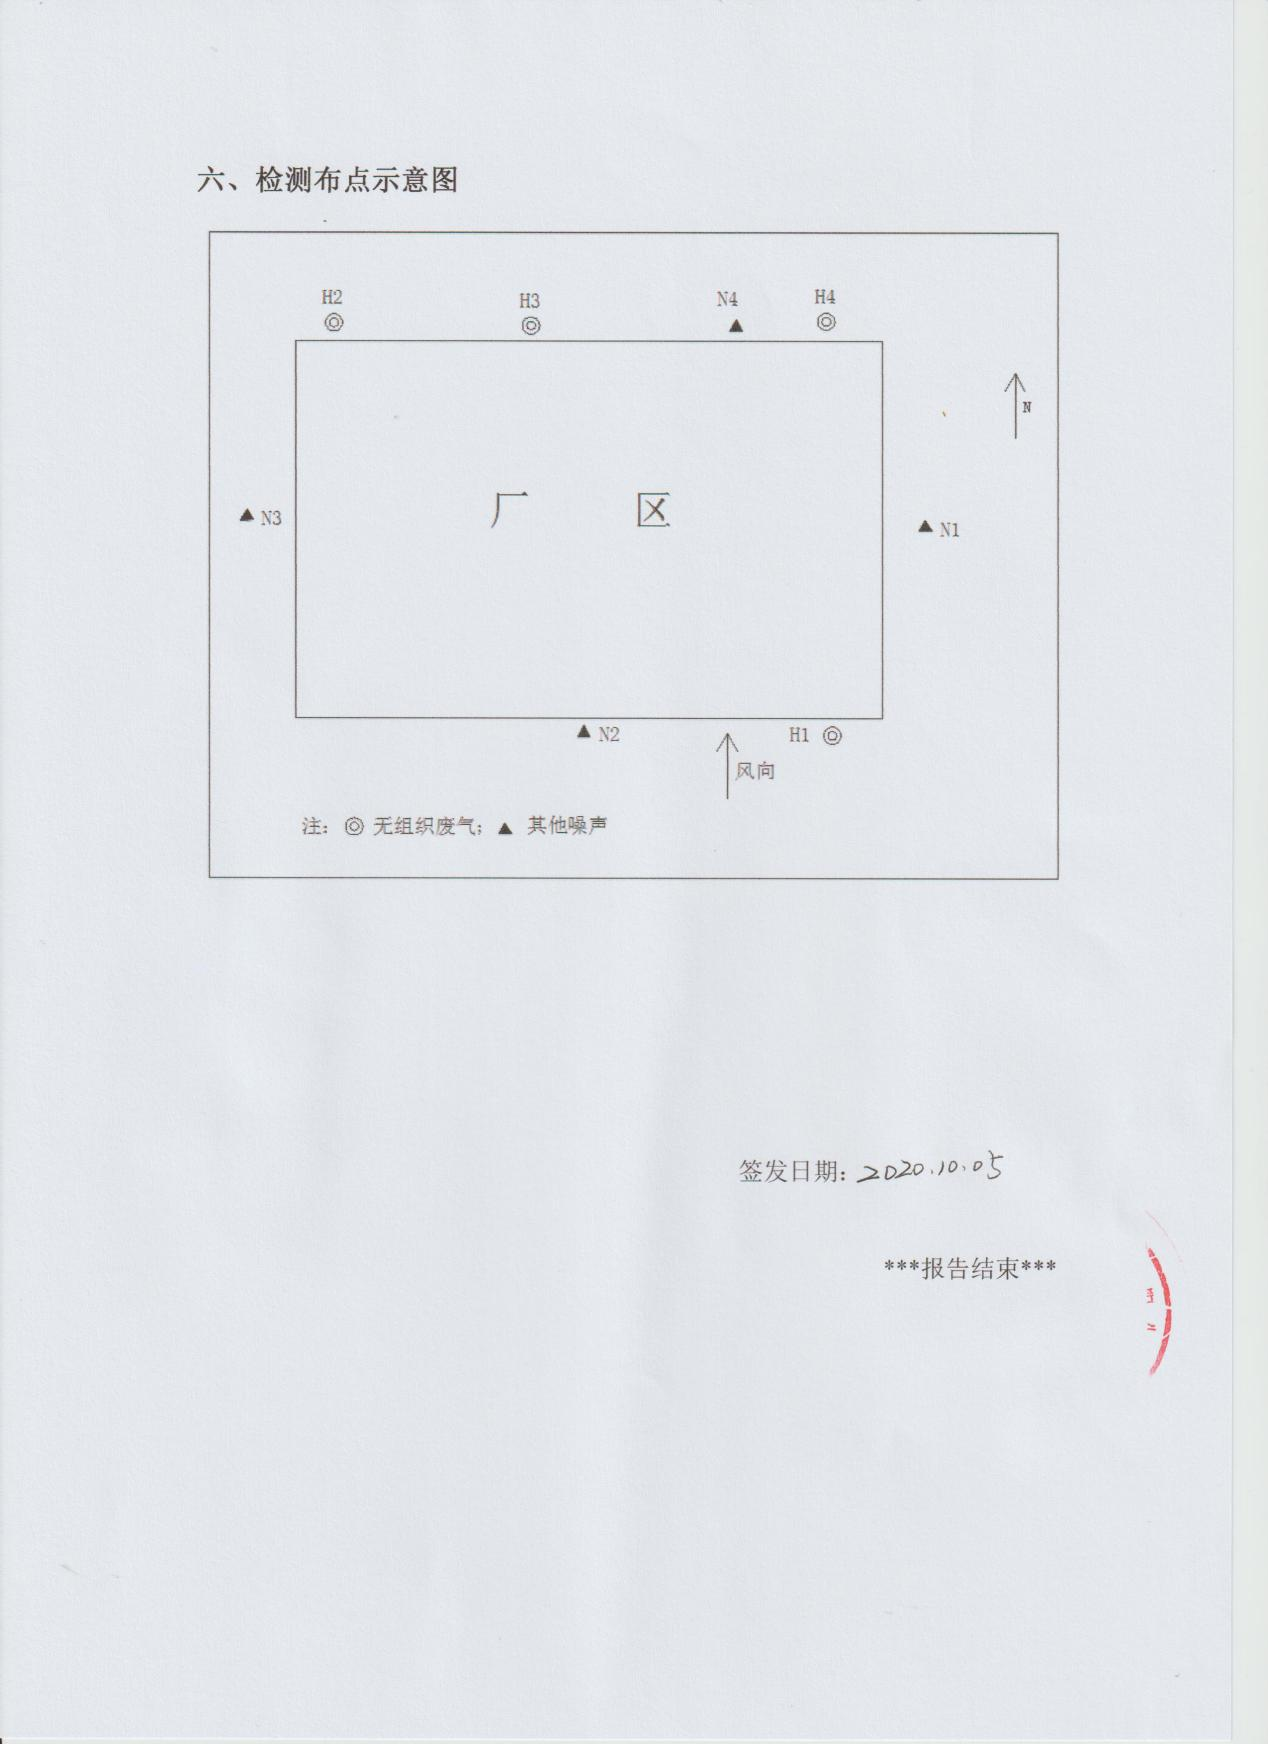 六、检测布点示意图
H2
H3
N4
H4
N
厂 区
N3
N1
N2
H1
风向
注：◎ 无组织废气；▲ 其他噪声
签发日期：2020.10.05
***报告结束***